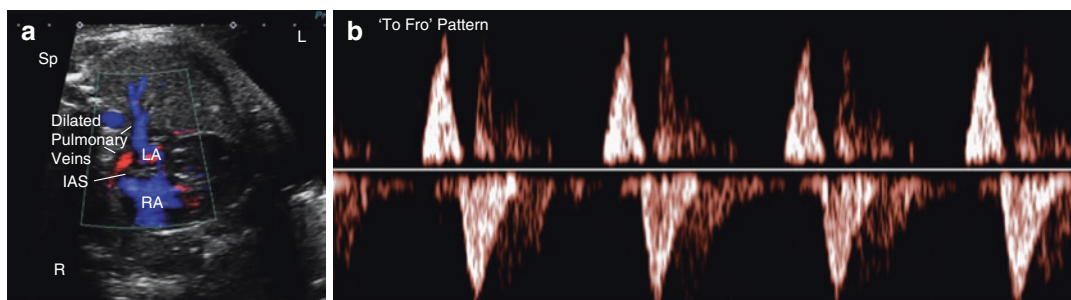 a
Sp
L
Dilated
Pulmonary
Veins
LA
IAS
RA
R
b
'To Fro' Pattern